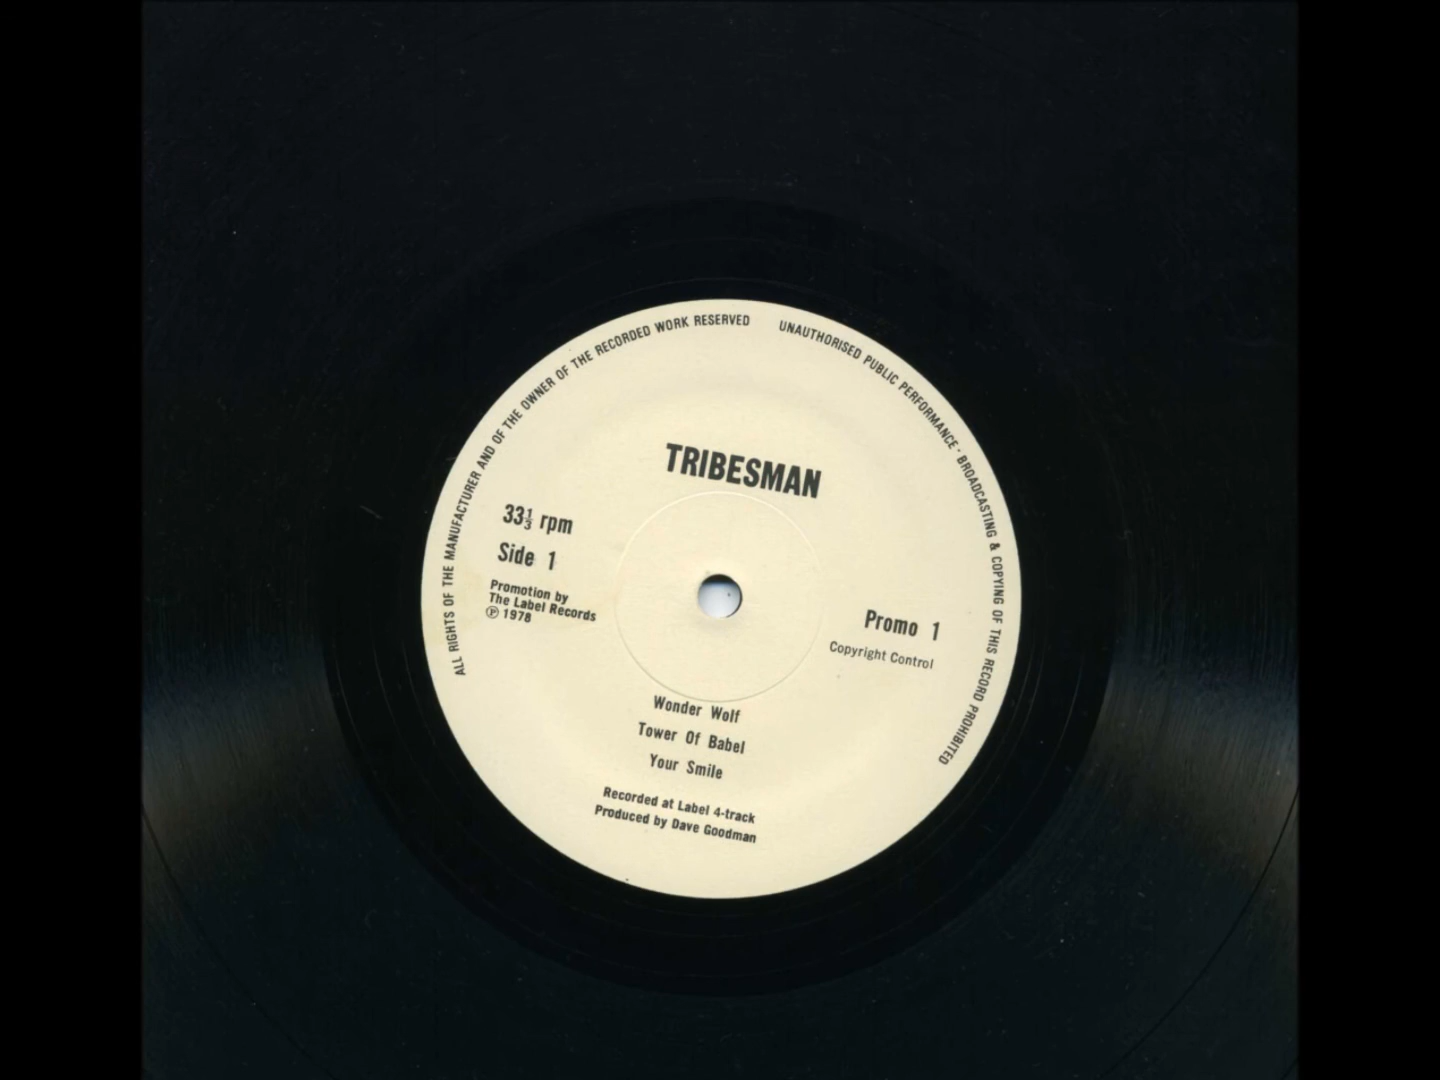 ALL RIGHTS OF THE MANUFACTURER AND OF THE OWNER OF THE RECORDED WORK RESERVED
UNAUTHORISED PUBLIC PERFORMANCE · BROADCASTING & COPYING OF THIS RECORD PROHIBITED
TRIBESMAN
33⅓ rpm
Side 1
Promotion by
The Label Records
℗ 1978
Promo 1
Copyright Control
Wonder Wolf
Tower Of Babel
Your Smile
Recorded at Label 4-track
Produced by Dave Goodman